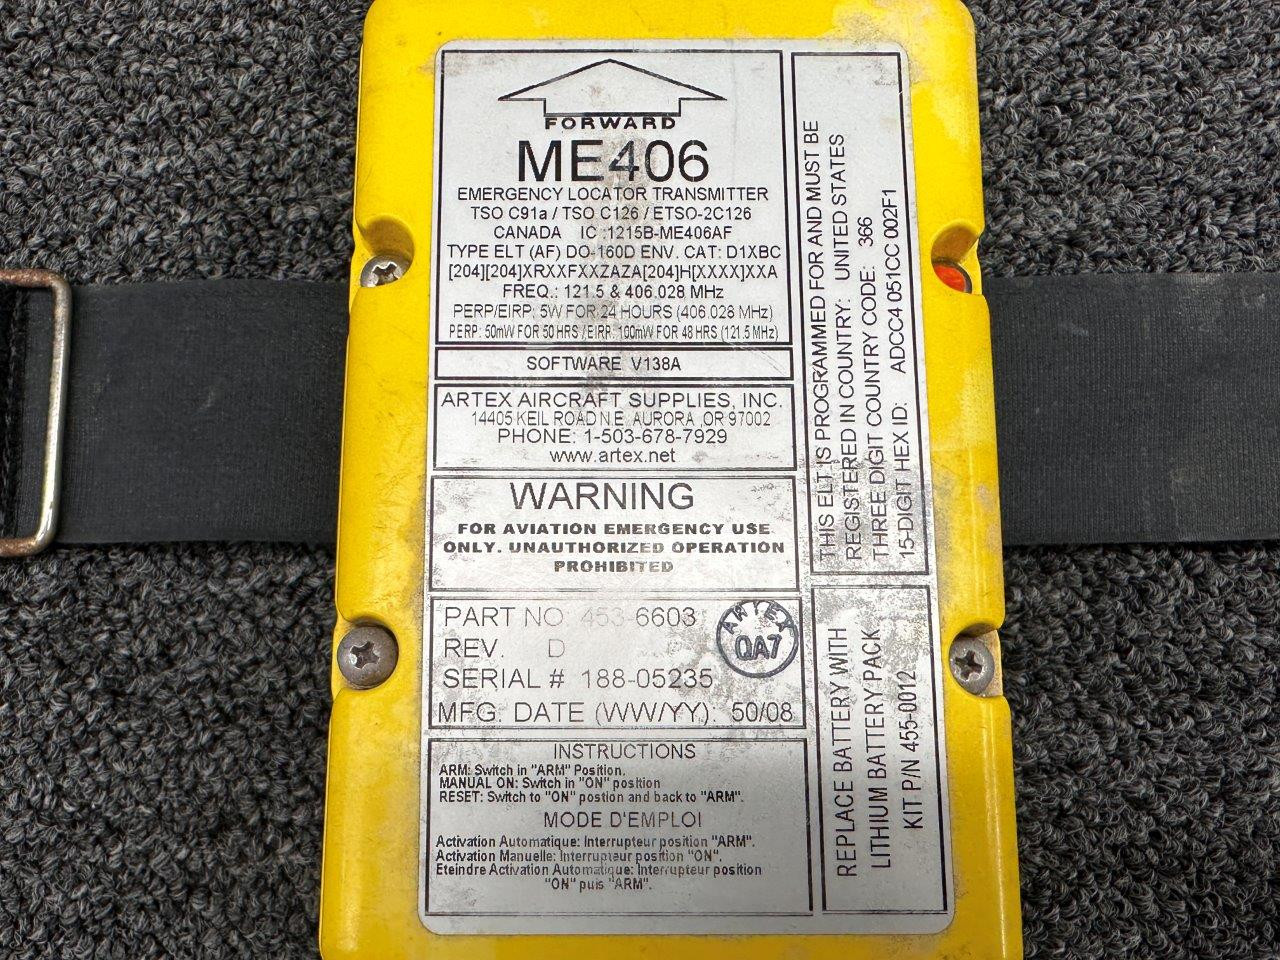 FORWARD
ME406
EMERGENCY LOCATOR TRANSMITTER
TSO C91a / TSO C126 / ETSO-2C126
CANADA IC :1215B-ME406AF
TYPE ELT (AF) DO-160D ENV. CAT: D1XBC
[204][204]XRXXFXXZAZA[204]H[XXXX]XXA
FREQ.: 121.5 & 406.028 MHz
PERP/EIRP: 5W FOR 24 HOURS (406.028 MHz)
PERP: 50mW FOR 50 HRS / EIRP: 100mW FOR 48 HRS (121.5 MHz)
SOFTWARE V138A
ARTEX AIRCRAFT SUPPLIES, INC.
14405 KEIL ROAD N.E. AURORA ,OR 97002
PHONE: 1-503-678-7929
www.artex.net
WARNING
FOR AVIATION EMERGENCY USE
ONLY. UNAUTHORIZED OPERATION
PROHIBITED
PART NO 453-6603
REV. D
SERIAL # 188-05235
MFG. DATE (WW/YY). 50/08
ARTEX
QA7
INSTRUCTIONS
ARM: Switch in "ARM" Position.
MANUAL ON: Switch in "ON" position
RESET: Switch to "ON" postion and back to "ARM".
MODE D'EMPLOI
Activation Automatique: Interrupteur position "ARM".
Activation Manuelle: Interrupteur position "ON".
Eteindre Activation Automatique: Interrupteur position
"ON" puis "ARM".
THIS ELT IS PROGRAMMED FOR AND MUST BE
REGISTERED IN COUNTRY: UNITED STATES
THREE DIGIT COUNTRY CODE: 366
15-DIGIT HEX ID: ADCC4 051CC 002F1
REPLACE BATTERY WITH
LITHIUM BATTERY PACK
KIT P/N 455-0012